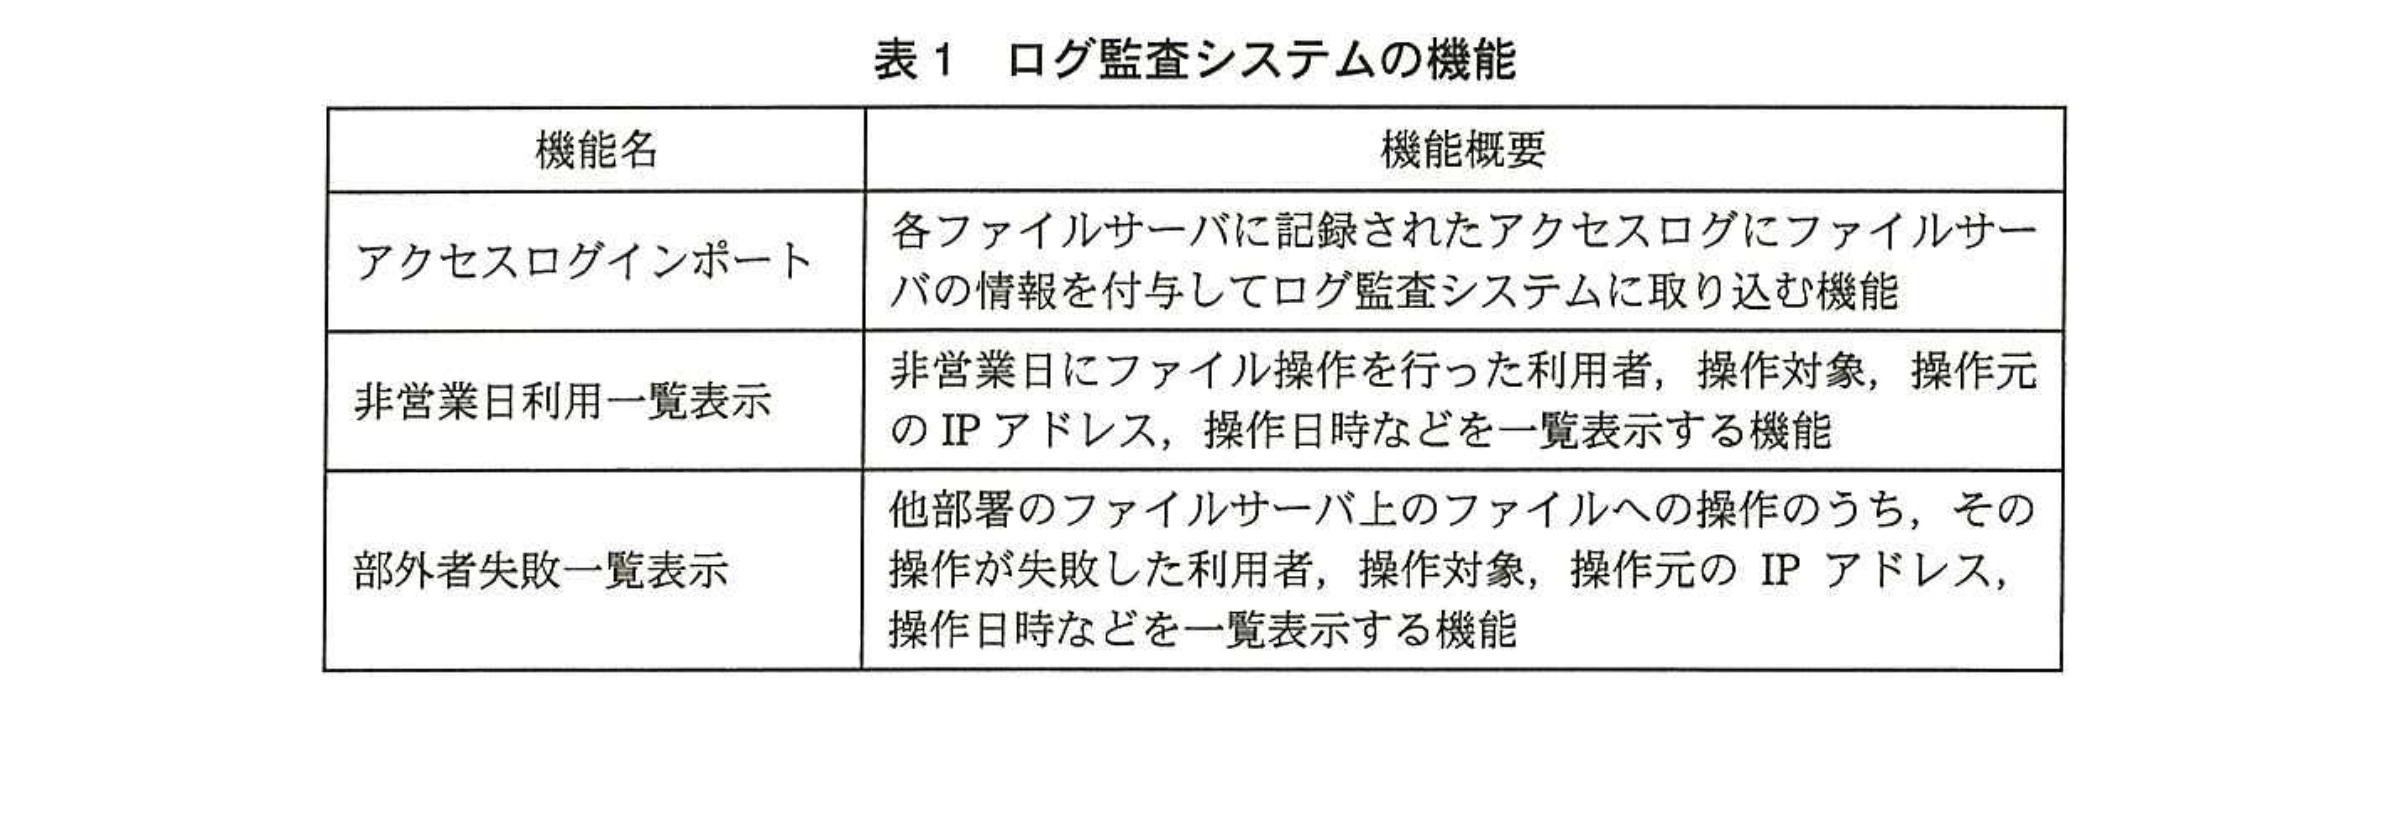 表1　ログ監査システムの機能
機能名
機能概要
アクセスログインポート
各ファイルサーバに記録されたアクセスログにファイルサー
バの情報を付与してログ監査システムに取り込む機能
非営業日利用一覧表示
非営業日にファイル操作を行った利用者，操作対象，操作元
の IP アドレス，操作日時などを一覧表示する機能
部外者失敗一覧表示
他部署のファイルサーバ上のファイルへの操作のうち，その
操作が失敗した利用者，操作対象，操作元の IP アドレス，
操作日時などを一覧表示する機能